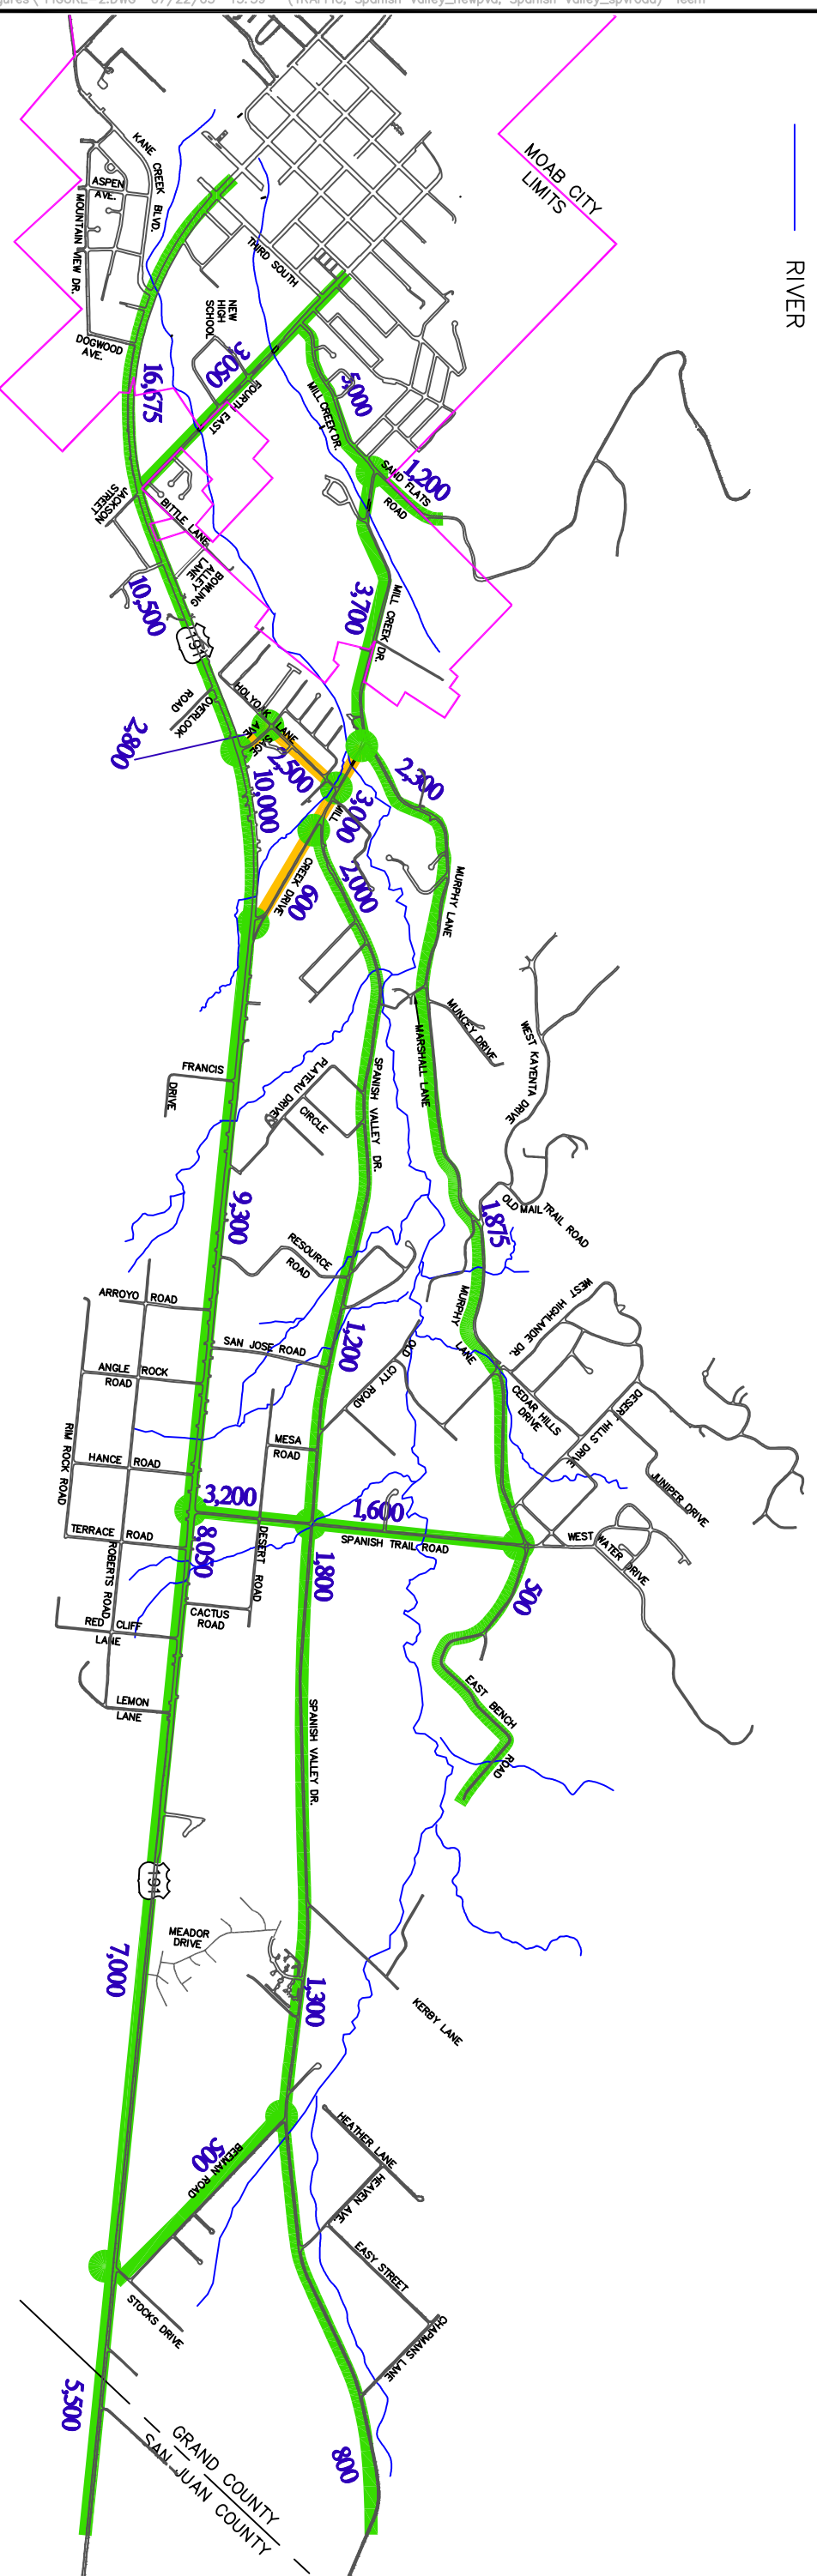 RIVER
MOAB CITY
LIMITS
KANE CREEK BLVD.
ASPEN
AVE.
MOUNTAIN VIEW DR.
THIRD SOUTH
NEW
HIGH
SCHOOL
DOGWOOD
AVE.
16,675
3,050
FOURTH EAST
5,000
MILL CREEK DR.
1,200
SAND FLATS
ROAD
JACKSON
STREET
BITTLE LANE
BOWLING
ALLEY
LANE
10,500
191
3,700
MILL CREEK DR.
OVERLOOK
ROAD
HOLYOAK LANE
SAGE
AVE
2,800
2,500
10,000
2,300
3,000
MILL
CREEK DRIVE
600
2,000
MURPHY LANE
MUNCEY DRIVE
MARSHALL LANE
WEST KAYENTA DRIVE
FRANCIS
DRIVE
PLATEAU DRIVE
CIRCLE
SPANISH VALLEY DR.
9,300
OLD MAIL TRAIL ROAD
1,875
RESOURCE
ROAD
ARROYO ROAD
SAN JOSE ROAD
1,200
MURPHY
LANE
WEST HIGHLANDE DR.
OLD
CITY ROAD
ANGLE ROCK
ROAD
CEDAR HILLS
DRIVE
DESERT HILLS DRIVE
JUNIPER DRIVE
RIM ROCK ROAD
HANCE ROAD
MESA
ROAD
3,200
1,600
SPANISH TRAIL ROAD
WEST WATER DRIVE
TERRACE ROAD
ROBERTS ROAD
8,050
DESERT ROAD
1,800
500
CACTUS
ROAD
RED CLIFF
LANE
LEMON
LANE
EAST BENCH
ROAD
SPANISH VALLEY DR.
191
MEADOR
DRIVE
7,000
1,300
KERBY LANE
HEATHER LANE
HEAVEN AVE.
500
BEEMAN ROAD
EASY STREET
CHAPMANS LANE
STOCKS DRIVE
5,500
GRAND COUNTY
SAN JUAN COUNTY
800